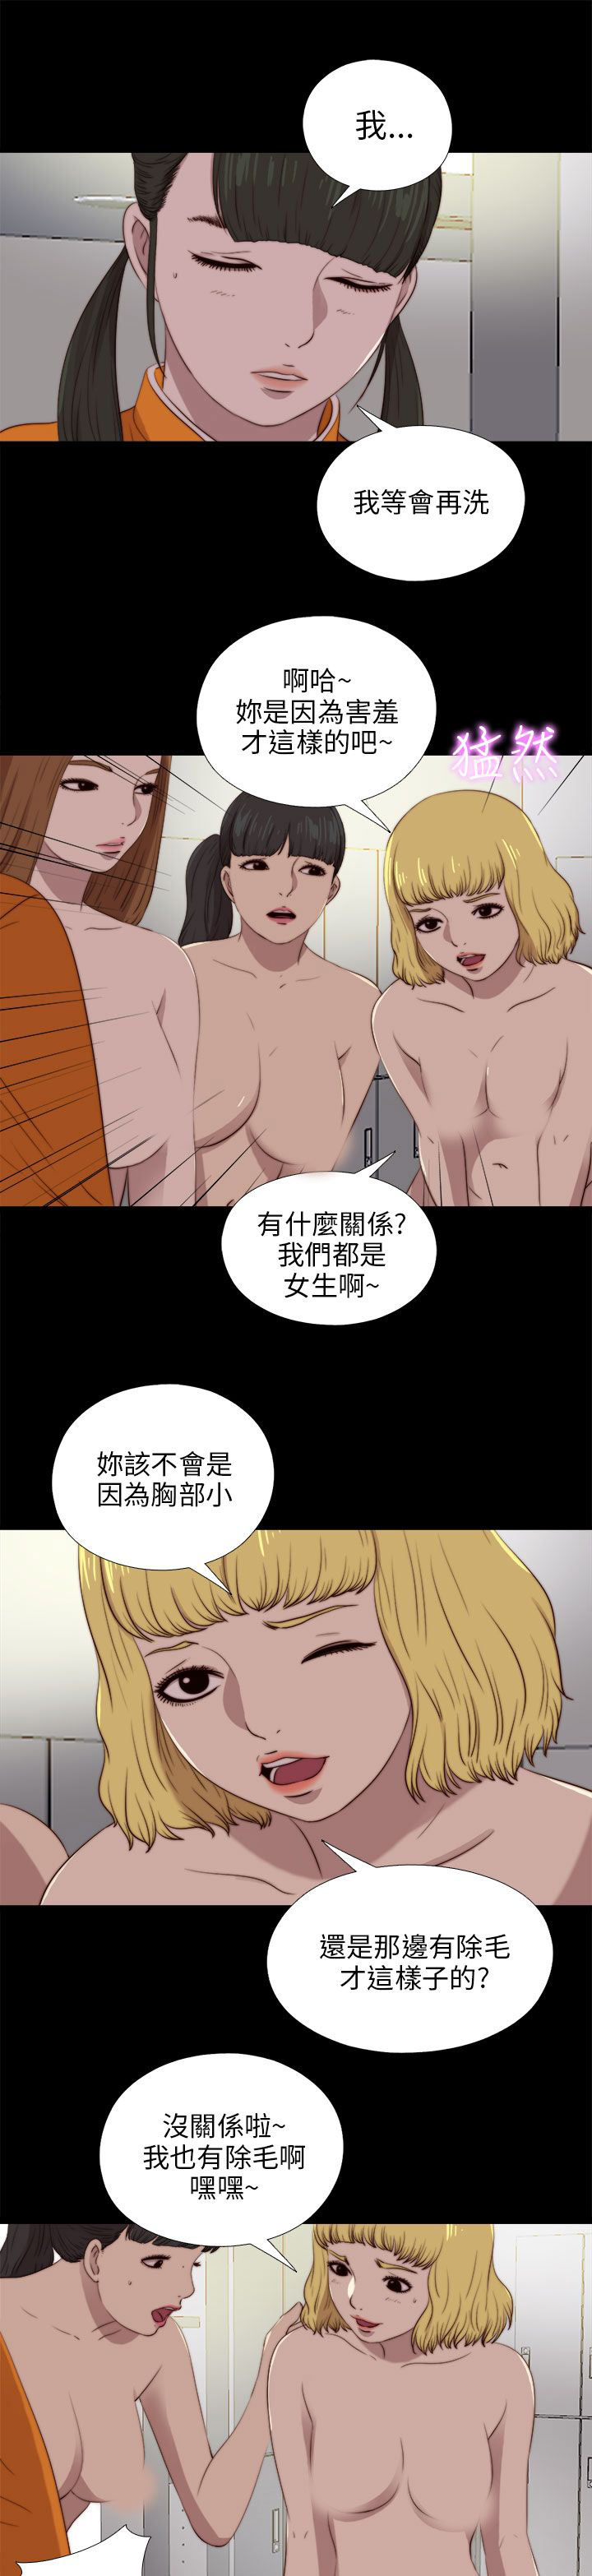 我…
我等會再洗
啊哈~
妳是因為害羞
才這樣的吧~
猛然
有什麼關係?
我們都是
女生啊~
妳該不會是
因為胸部小
還是那邊有除毛
才這樣子的?
沒關係啦~
我也有除毛啊
嘿嘿~